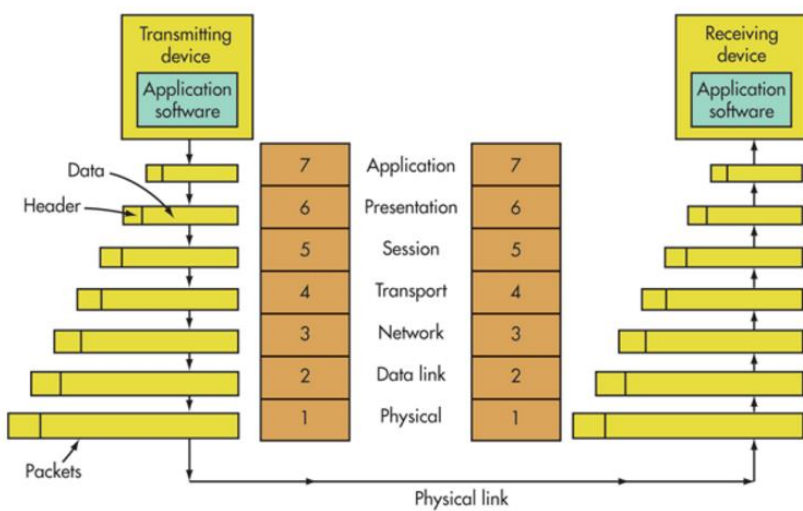 Transmitting
device
Application
software
Receiving
device
Application
software
Data
Header
7 Application 7
6 Presentation 6
5 Session 5
4 Transport 4
3 Network 3
2 Data link 2
1 Physical 1
Packets
Physical link